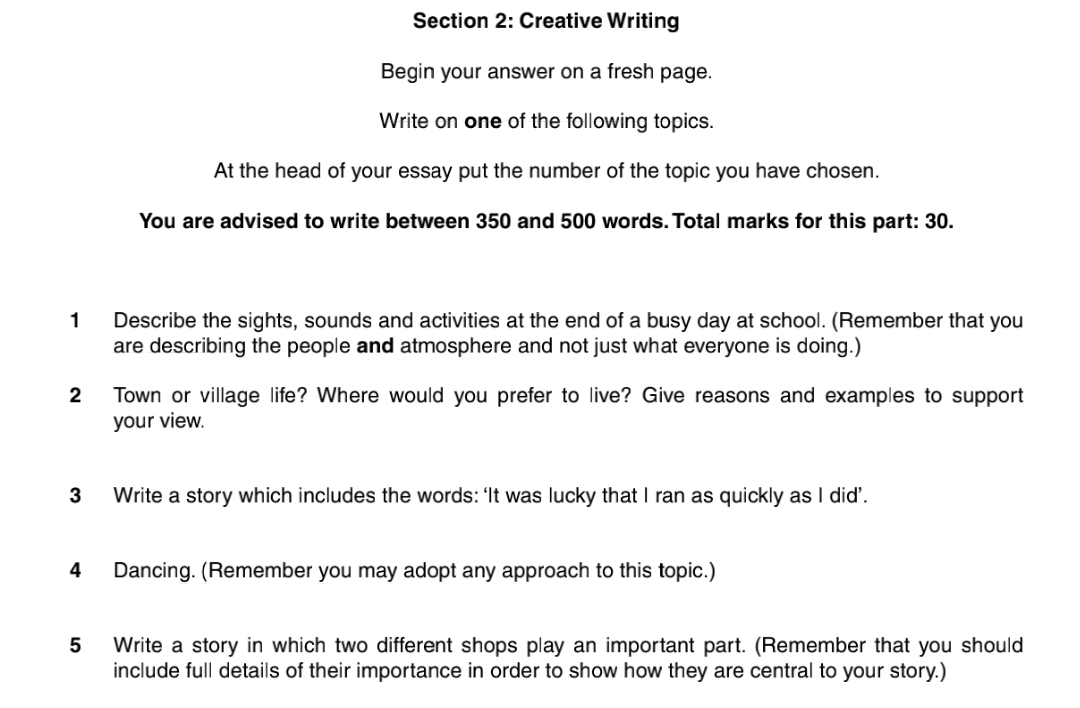 Section 2: Creative Writing
Begin your answer on a fresh page.
Write on one of the following topics.
At the head of your essay put the number of the topic you have chosen.
You are advised to write between 350 and 500 words. Total marks for this part: 30.
1 Describe the sights, sounds and activities at the end of a busy day at school. (Remember that you
are describing the people and atmosphere and not just what everyone is doing.)
2 Town or village life? Where would you prefer to live? Give reasons and examples to support
your view.
3 Write a story which includes the words: ‘It was lucky that I ran as quickly as I did’.
4 Dancing. (Remember you may adopt any approach to this topic.)
5 Write a story in which two different shops play an important part. (Remember that you should
include full details of their importance in order to show how they are central to your story.)